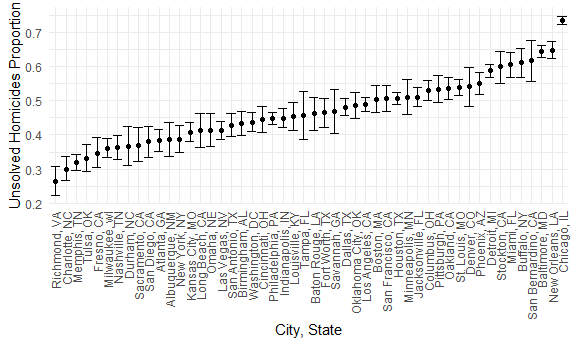 Unsolved Homicides Proportion
0.7
0.6
0.5
0.4
0.3
0.2
Richmond, VA
Charlotte, NC
Memphis, TN
Tulsa, OK
Fresno, CA
Milwaukee, wI
Nashville, TN
Durham, NC
Sacramento, CA
San Diego, CA
Atlanta, GA
Albuquerque, NM
New York, NY
Kansas City, MO
Long Beach, CA
Omaha, NE
Las Vegas, NV
San Antonio, TX
Birmingham, AL
Washington, DC
Cincinnati, OH
Philadelphia, PA
Indianapolis, IN
Louisville, KY
Tampa, FL
Baton Rouge, LA
Fort Worth, TX
Savannah, GA
Dallas, TX
Oklahoma City, OK
Los Angeles, CA
Boston, MA
San Francisco, CA
Houston, TX
Minneapolis, MN
Jacksonville, FL
Columbus, OH
Pittsburgh, PA
Oakland, CA
St. Louis, MO
Denver, CO
Phoenix, AZ
Detroit, MI
Stockton, CA
Miami, FL
Buffalo, NY
San Bernardino, CA
Baltimore, MD
New Orleans, LA
Chicago, IL
City, State